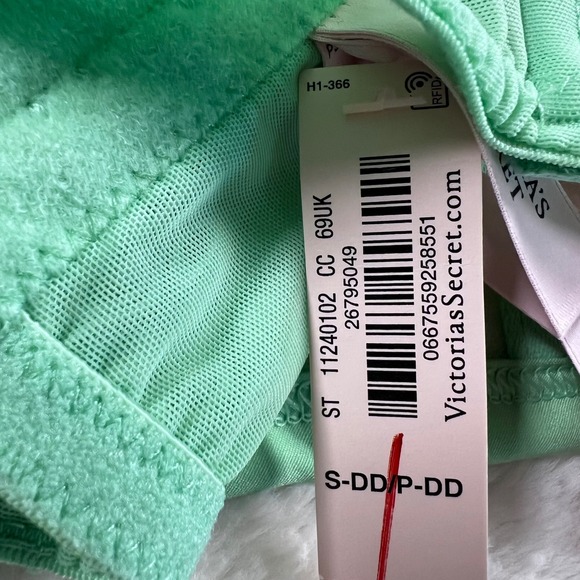 H1-366
RFID
ST 11240102 CC 69UK
26795049
0667559258551
VictoriasSecret.com
S-DD/P-DD